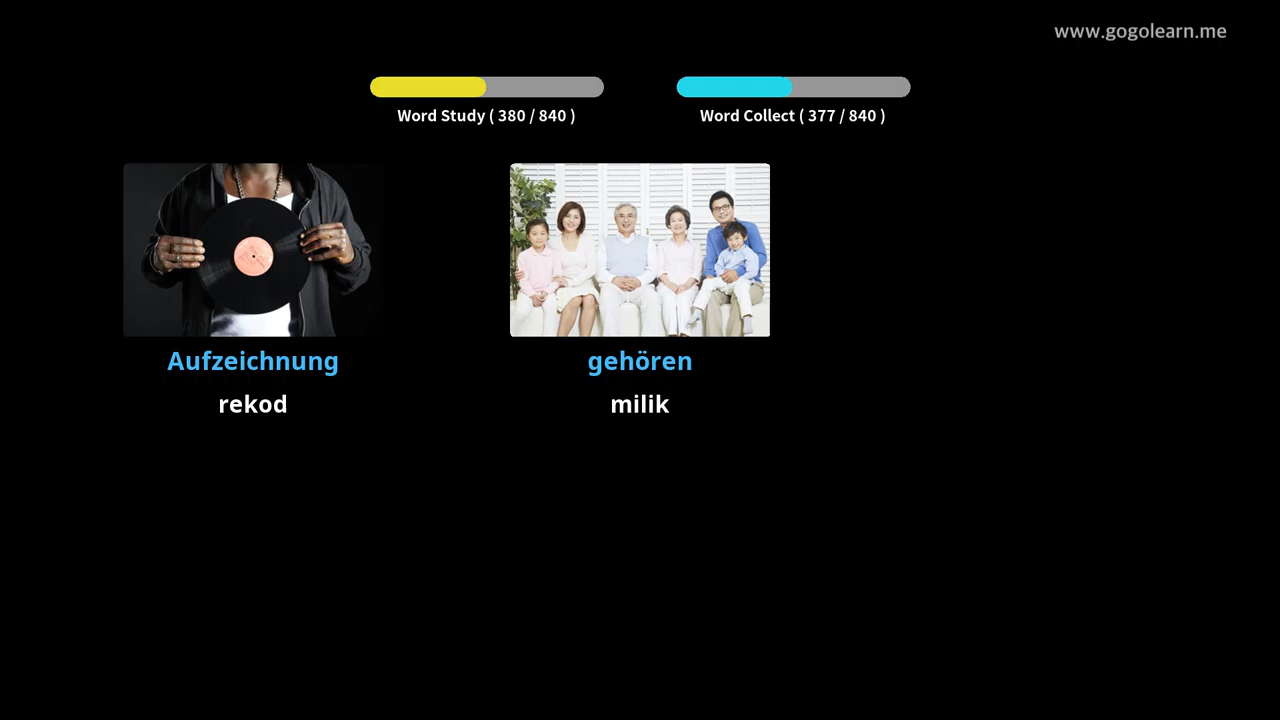 www.gogolearn.me
Word Study ( 380 / 840 )
Word Collect ( 377 / 840 )
Aufzeichnung
rekod
gehören
milik